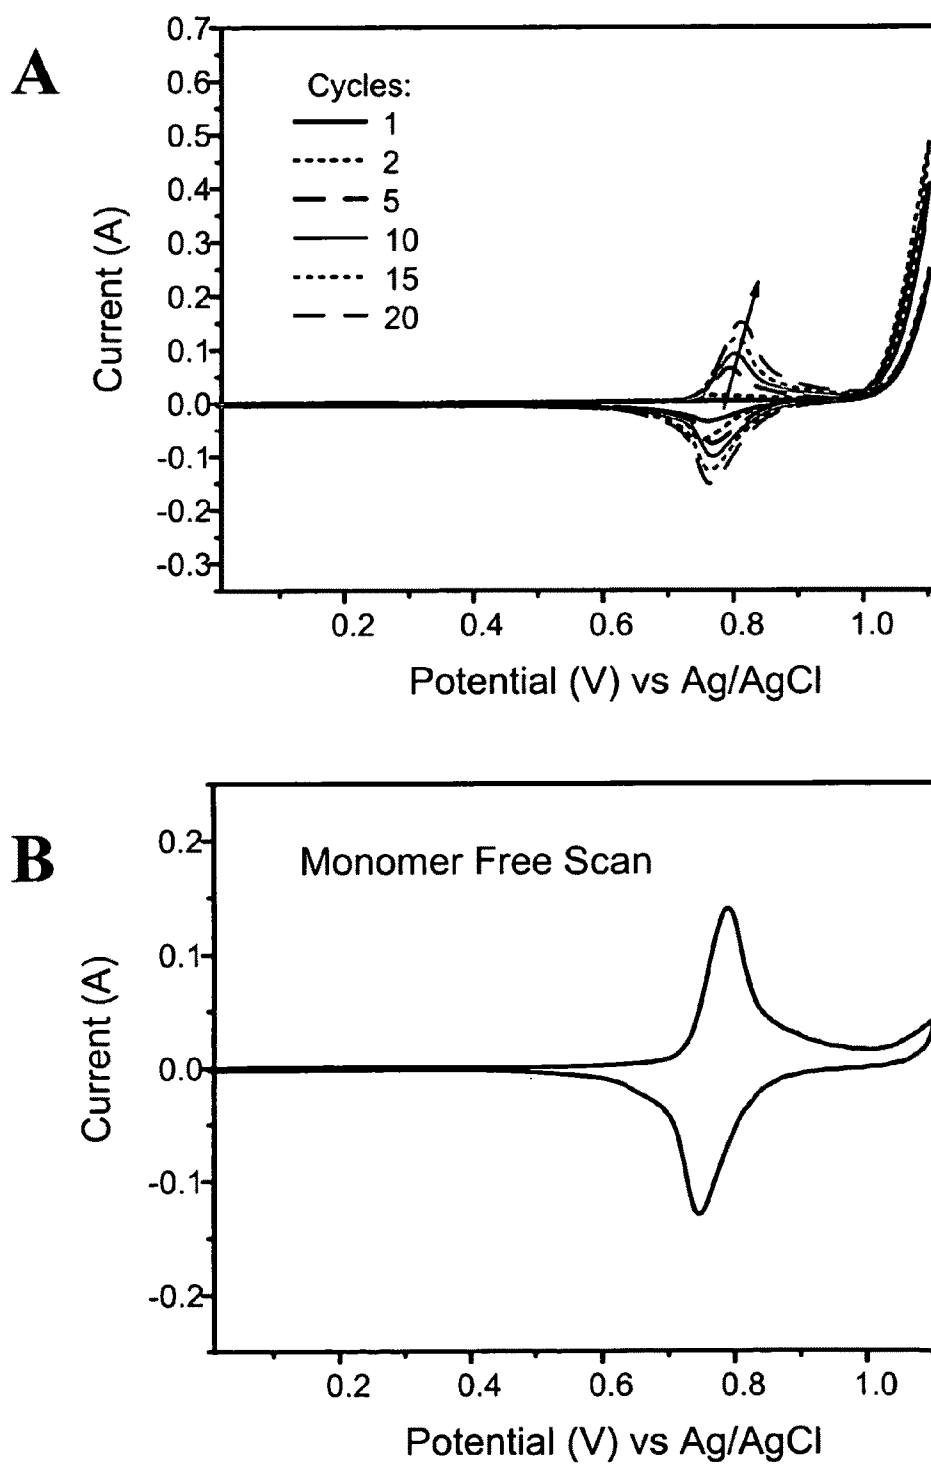 A
0.7
0.6
0.5
0.4
0.3
0.2
0.1
0.0
-0.1
-0.2
-0.3
Current (A)
Cycles:
1
2
5
10
15
20
0.2 0.4 0.6 0.8 1.0
Potential (V) vs Ag/AgCl
B
0.2
0.1
0.0
-0.1
-0.2
Current (A)
Monomer Free Scan
0.2 0.4 0.6 0.8 1.0
Potential (V) vs Ag/AgCl